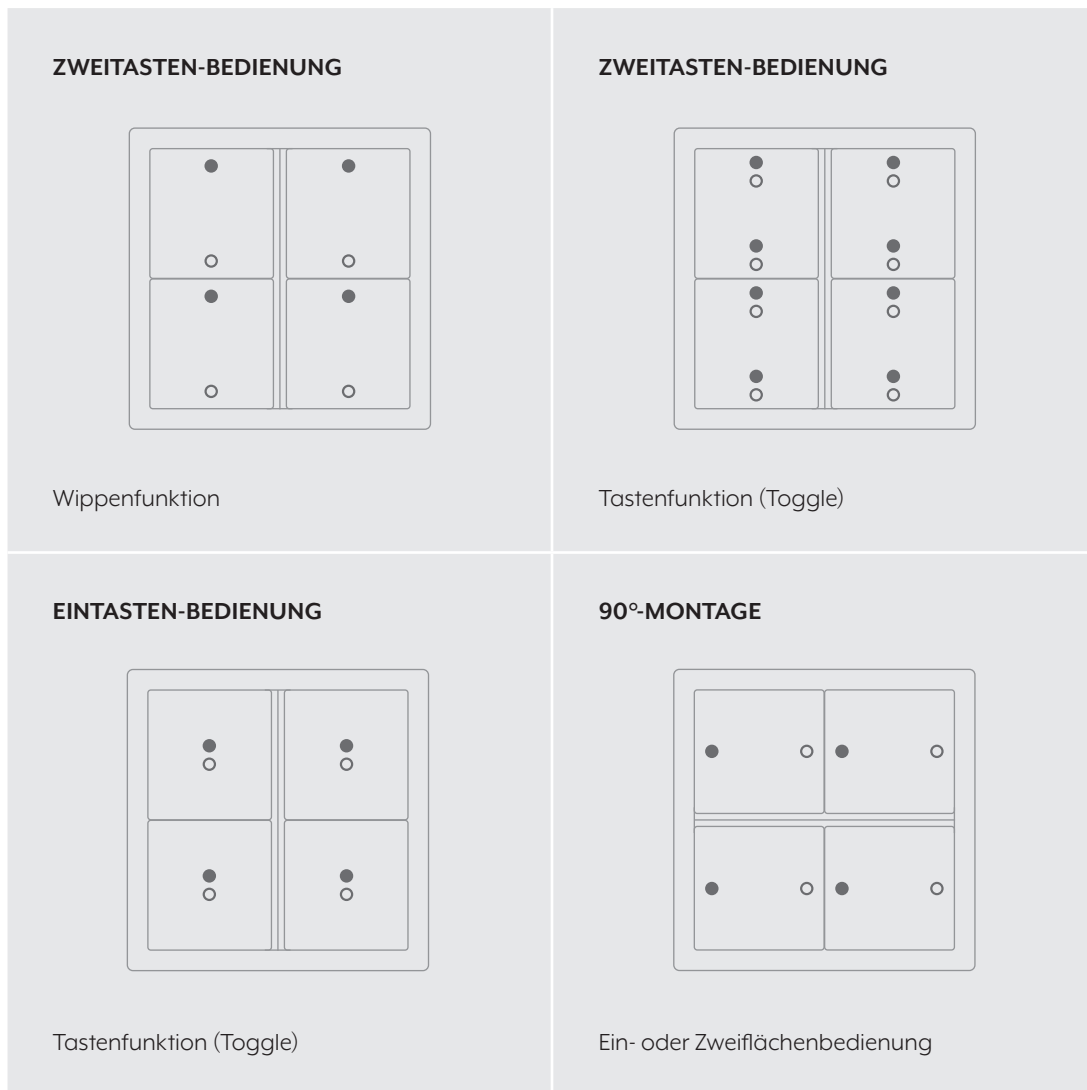 ZWEITASTEN-BEDIENUNG
Wippenfunktion
ZWEITASTEN-BEDIENUNG
Tastenfunktion (Toggle)
EINTASTEN-BEDIENUNG
Tastenfunktion (Toggle)
90°-MONTAGE
Ein- oder Zweiflächenbedienung